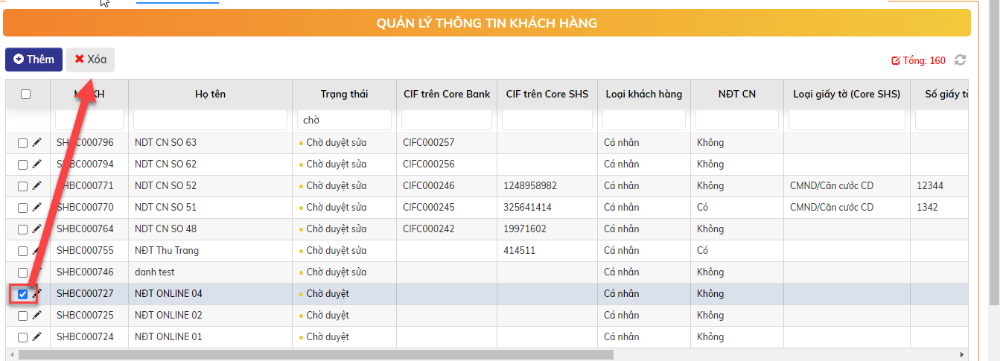 QUẢN LÝ THÔNG TIN KHÁCH HÀNG
Thêm Xóa Tổng: 160
KH Họ tên Trạng thái CIF trên Core Bank CIF trên Core SHS Loại khách hàng NĐT CN Loại giấy tờ (Core SHS) Số giấy tờ
chờ
SHBC000796 NDT CN SO 63 Chờ duyệt sửa CIFC000257 Cá nhân Không
SHBC000794 NDT CN SO 62 Chờ duyệt sửa CIFC000256 Cá nhân Không
SHBC000771 NDT CN SO 52 Chờ duyệt sửa CIFC000246 1248958982 Cá nhân Không CMND/Căn cước CD 12344
SHBC000770 NDT CN SO 51 Chờ duyệt sửa CIFC000245 325641414 Cá nhân Có CMND/Căn cước CD 1342
SHBC000764 NDT CN SO 48 Chờ duyệt sửa CIFC000242 19971602 Cá nhân Không
SHBC000755 NĐT Thu Trang Chờ duyệt sửa 414511 Cá nhân Có
SHBC000746 danh test Chờ duyệt sửa Cá nhân Không
SHBC000727 NĐT ONLINE 04 Chờ duyệt Cá nhân Không
SHBC000725 NĐT ONLINE 02 Chờ duyệt Cá nhân Không
SHBC000724 NĐT ONLINE 01 Chờ duyệt Cá nhân Không